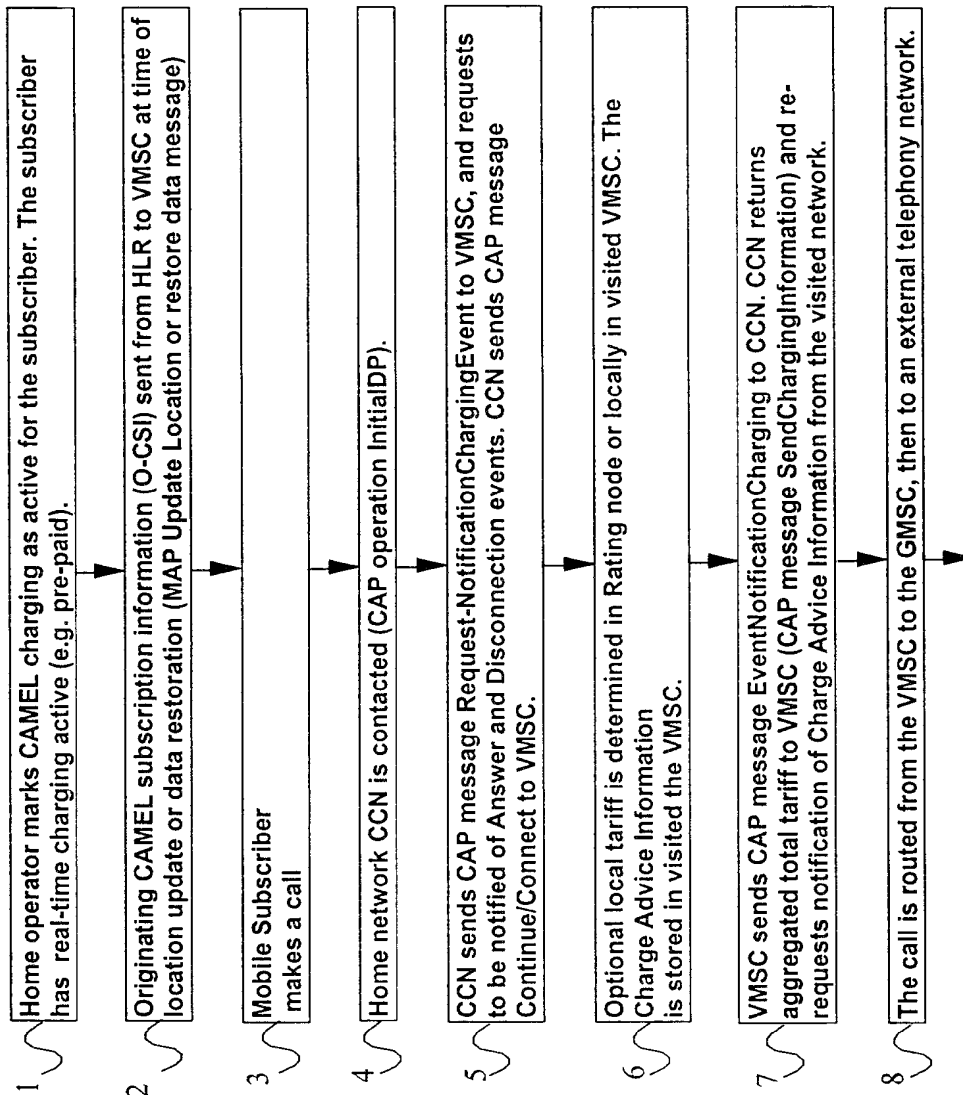 1
Home operator marks CAMEL charging as active for the subscriber. The subscriber
has real-time charging active (e.g. pre-paid).
2
Originating CAMEL subscription information (O-CSI) sent from HLR to VMSC at time of
location update or data restoration (MAP Update Location or restore data message)
3
Mobile Subscriber
makes a call
4
Home network CCN is contacted (CAP operation InitialDP).
5
CCN sends CAP message Request-NotificationChargingEvent to VMSC, and requests
to be notified of Answer and Disconnection events. CCN sends CAP message
Continue/Connect to VMSC.
6
Optional local tariff is determined in Rating node or locally in visited VMSC. The
Charge Advice Information
is stored in visited the VMSC.
7
VMSC sends CAP message EventNotificationCharging to CCN. CCN returns
aggregated total tariff to VMSC (CAP message SendChargingInformation) and re-
requests notification of Charge Advice Information from the visited network.
8
The call is routed from the VMSC to the GMSC, then to an external telephony network.